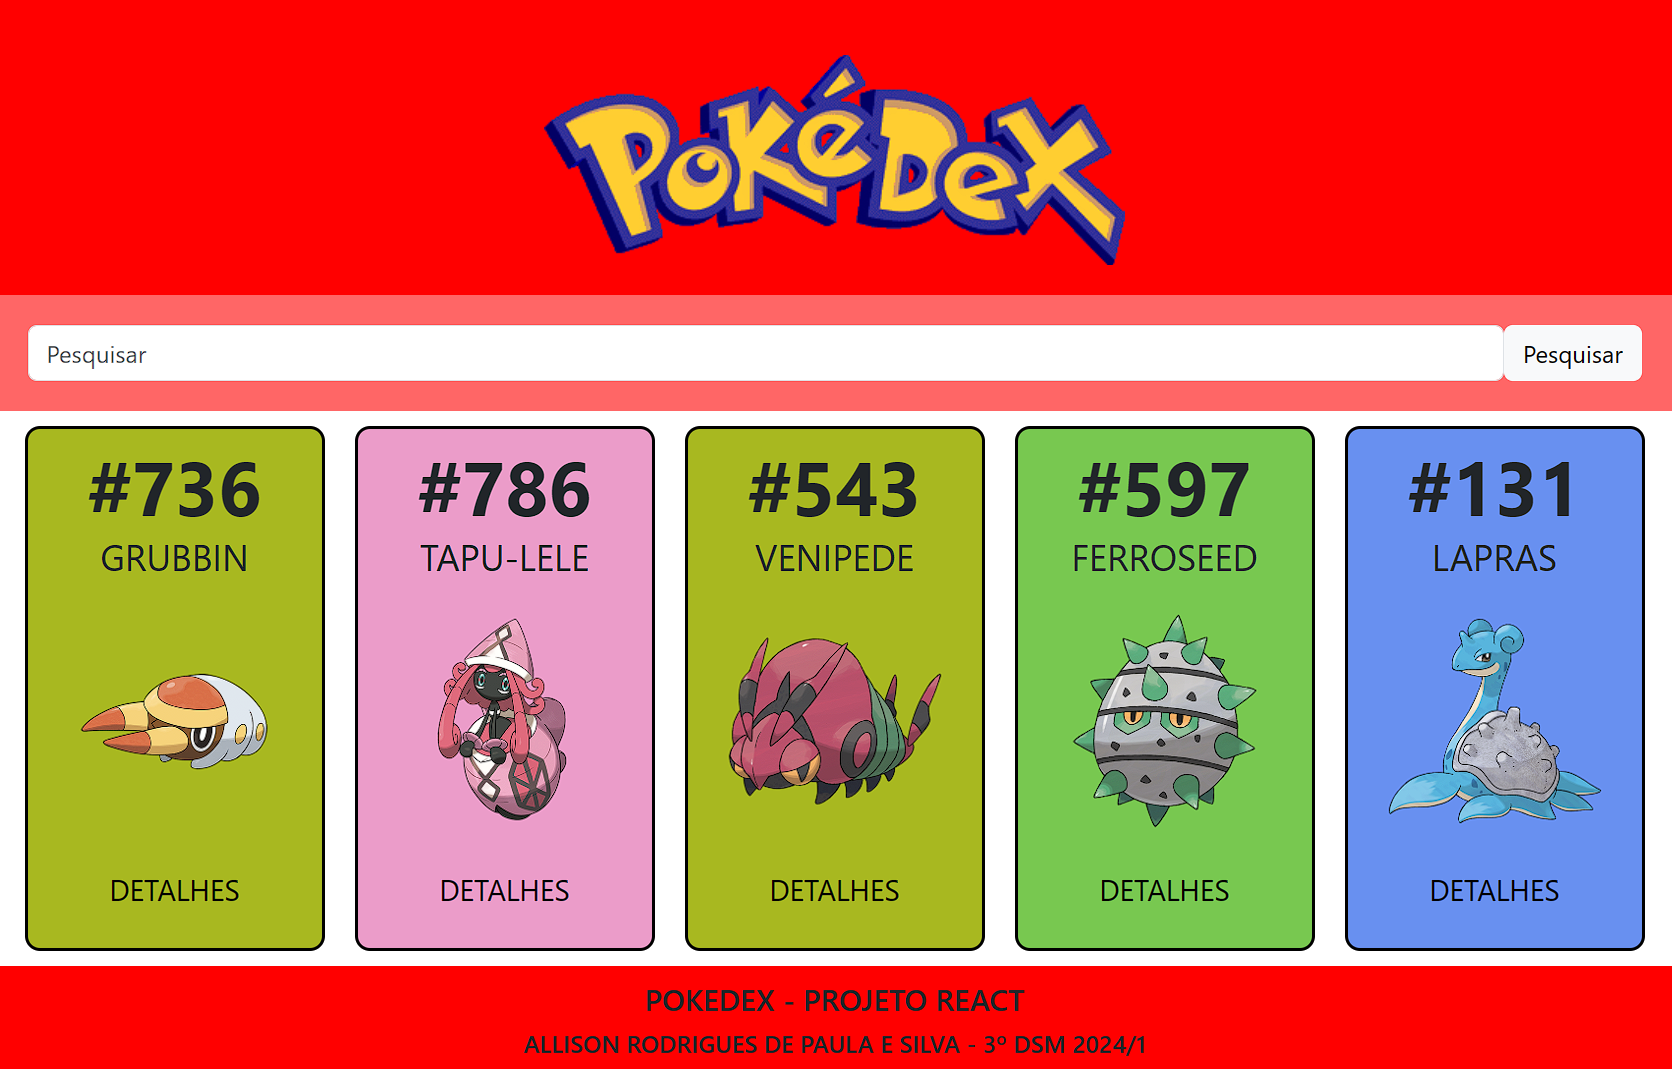 POKéDEX
Pesquisar
Pesquisar
#736
GRUBBIN
DETALHES
#786
TAPU-LELE
DETALHES
#543
VENIPEDE
DETALHES
#597
FERROSEED
DETALHES
#131
LAPRAS
DETALHES
POKEDEX - PROJETO REACT
ALLISON RODRIGUES DE PAULA E SILVA - 3º DSM 2024/1